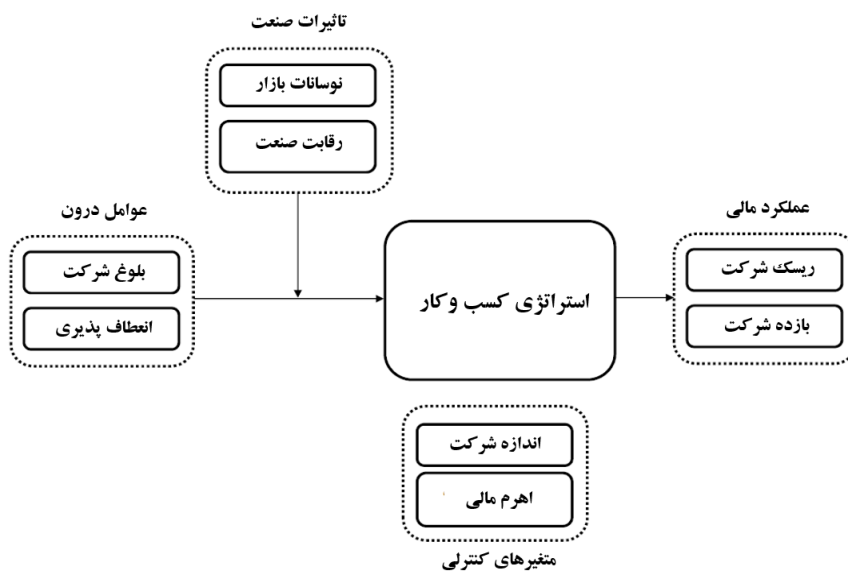 تاثیرات صنعت
نوسانات بازار
رقابت صنعت
عوامل درون
بلوغ شرکت
انعطاف پذیری
استراتژی کسب وکار
عملکرد مالی
ریسک شرکت
بازده شرکت
اندازه شرکت
اهرم مالی
متغیرهای کنترلی